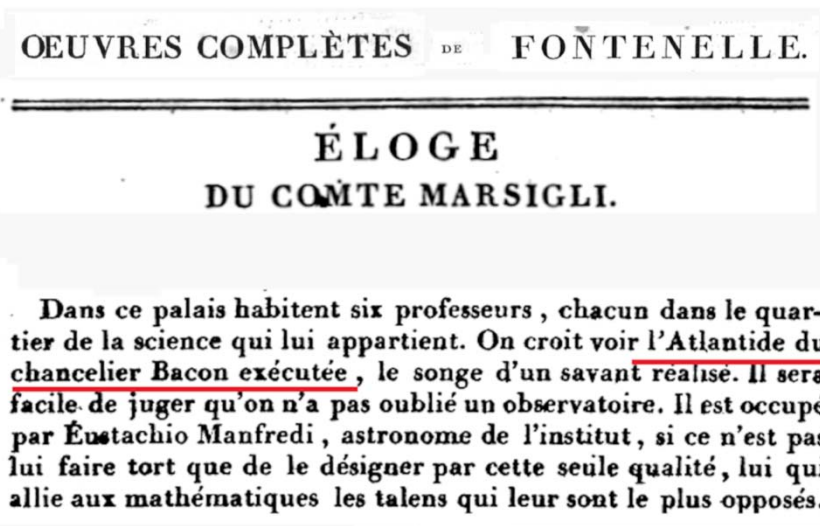 OEUVRES COMPLÈTES DE FONTENELLE.
ÉLOGE
DU COMTE MARSIGLI.
Dans ce palais habitent six professeurs, chacun dans le quar-
tier de la science qui lui appartient. On croit voir l'Atlantide du
chancelier Bacon exécutée, le songe d'un savant réalisé. Il sera
facile de juger qu'on n'a pas oublié un observatoire. Il est occupé
par Eustachio Manfredi, astronome de l'institut, si ce n'est pas
lui faire tort que de le désigner par cette seule qualité, lui qui
allie aux mathématiques les talens qui leur sont le plus opposés.